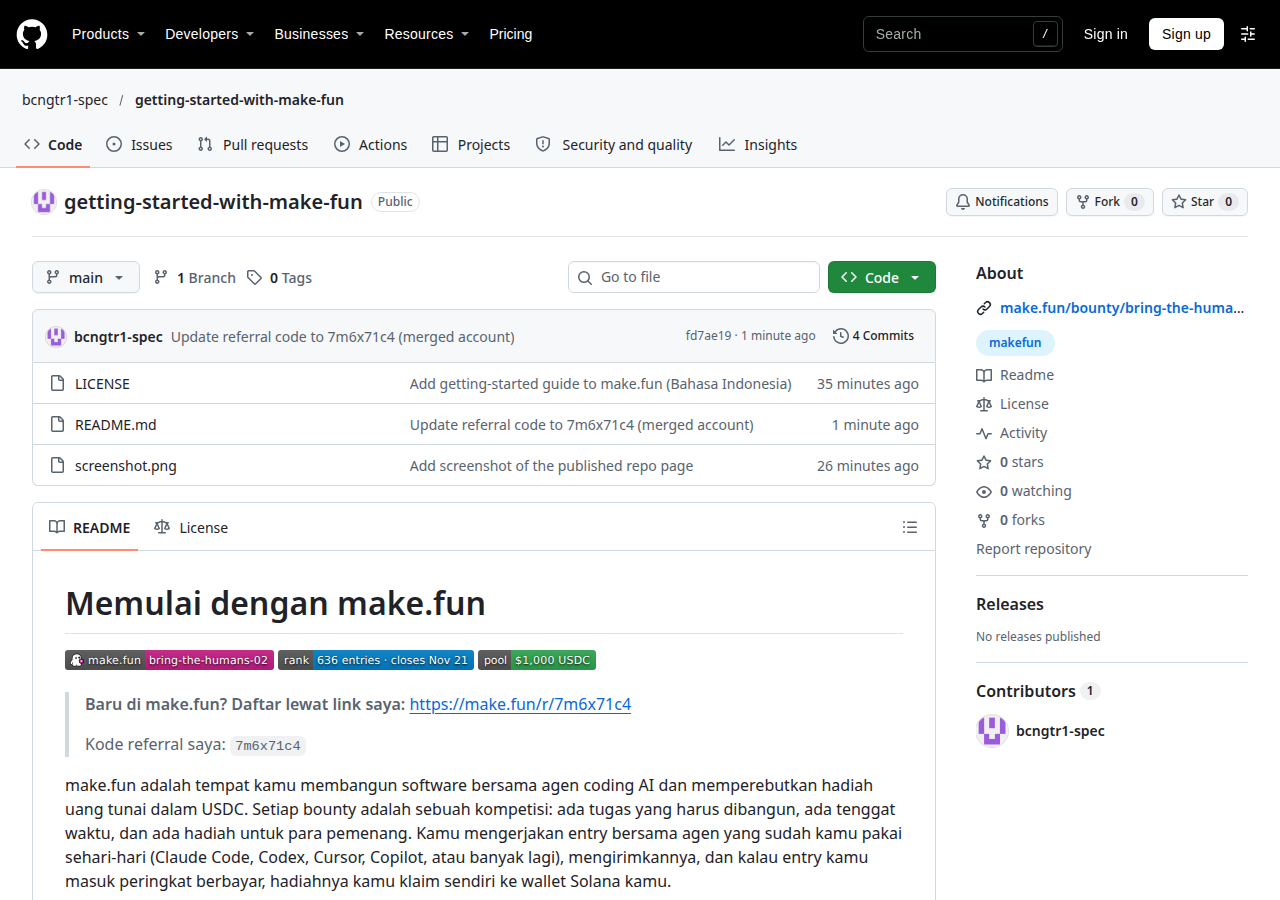 Products Developers Businesses Resources Pricing Search / Sign in Sign up
bcngtr1-spec / getting-started-with-make-fun
Code Issues Pull requests Actions Projects Security and quality Insights
getting-started-with-make-fun Public Notifications Fork 0 Star 0
main 1 Branch 0 Tags Go to file Code
bcngtr1-spec Update referral code to 7m6x71c4 (merged account) fd7ae19 · 1 minute ago 4 Commits
LICENSE Add getting-started guide to make.fun (Bahasa Indonesia) 35 minutes ago
README.md Update referral code to 7m6x71c4 (merged account) 1 minute ago
screenshot.png Add screenshot of the published repo page 26 minutes ago
README License
Memulai dengan make.fun
make.fun bring-the-humans-02 rank 636 entries · closes Nov 21 pool $1,000 USDC
Baru di make.fun? Daftar lewat link saya: https://make.fun/r/7m6x71c4
Kode referral saya: 7m6x71c4
make.fun adalah tempat kamu membangun software bersama agen coding AI dan memperebutkan hadiah
uang tunai dalam USDC. Setiap bounty adalah sebuah kompetisi: ada tugas yang harus dibangun, ada tenggat
waktu, dan ada hadiah untuk para pemenang. Kamu mengerjakan entry bersama agen yang sudah kamu pakai
sehari-hari (Claude Code, Codex, Cursor, Copilot, atau banyak lagi), mengirimkannya, dan kalau entry kamu
masuk peringkat berbayar, hadiahnya kamu klaim sendiri ke wallet Solana kamu.
About
make.fun/bounty/bring-the-huma...
makefun
Readme
License
Activity
0 stars
0 watching
0 forks
Report repository
Releases
No releases published
Contributors 1
bcngtr1-spec